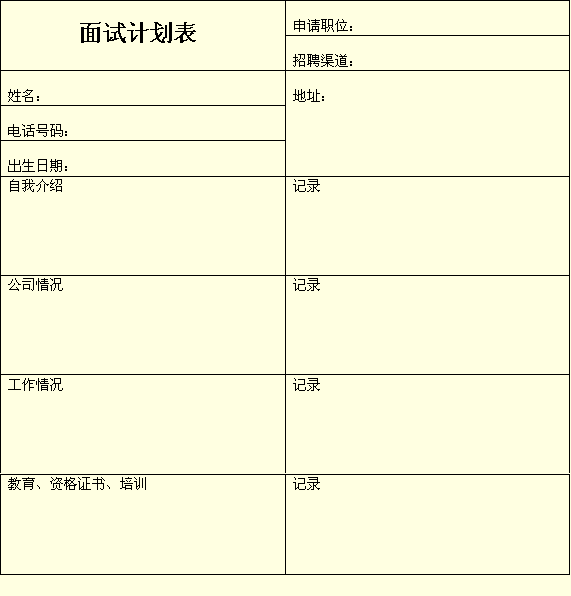 面试计划表
申请职位：
招聘渠道：
姓名：
地址：
电话号码：
出生日期：
自我介绍
记录
公司情况
记录
工作情况
记录
教育、资格证书、培训
记录